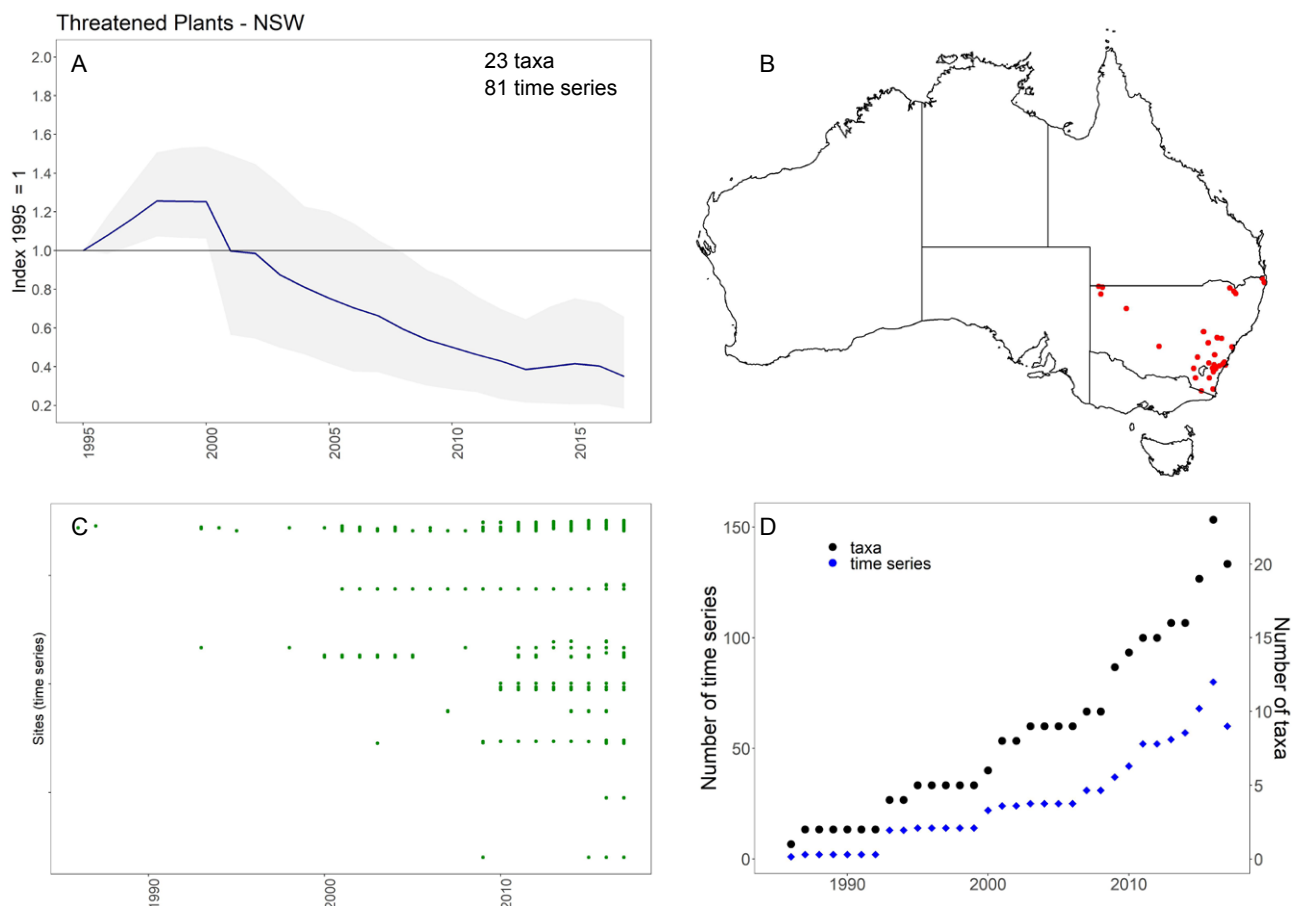 Threatened Plants - NSW
A
23 taxa
81 time series
2.0
1.8
1.6
1.4
1.2
1.0
0.8
0.6
0.4
0.2
Index 1995 = 1
1995
2000
2005
2010
2015
B
C
Sites (time series)
1990
2000
2010
D
taxa
time series
150
100
50
0
Number of time series
20
15
10
5
0
Number of taxa
1990
2000
2010